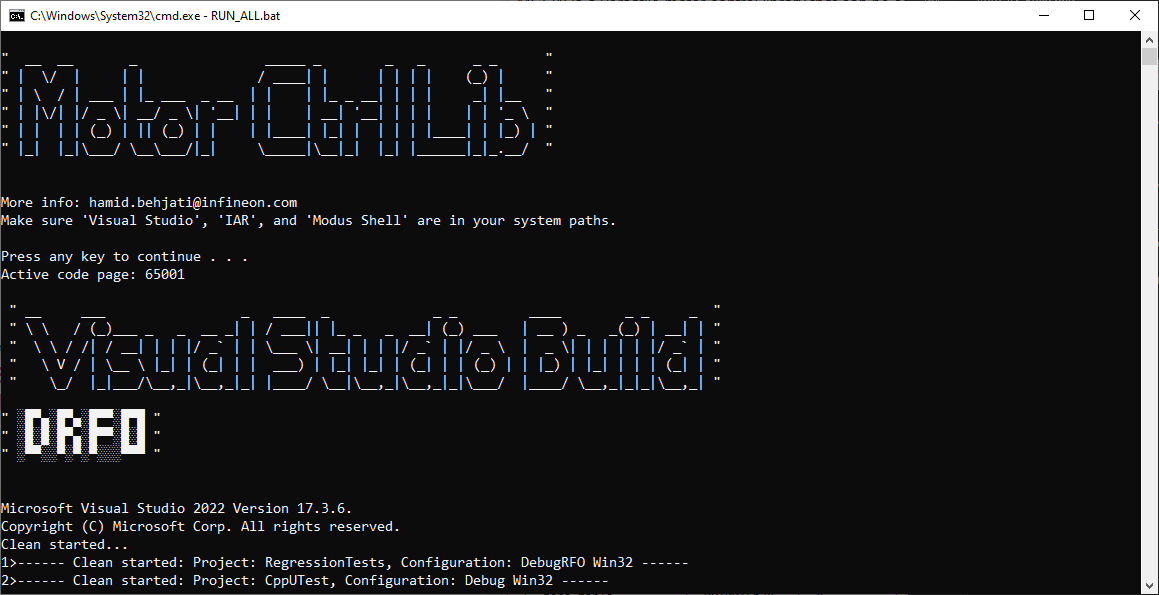 C:\Windows\System32\cmd.exe - RUN_ALL.bat
Motor Ctrl Lib
More info: hamid.behjati@infineon.com
Make sure 'Visual Studio', 'IAR', and 'Modus Shell' are in your system paths.
Press any key to continue . . .
Active code page: 65001
Visual Studio Build
DRFO
Microsoft Visual Studio 2022 Version 17.3.6.
Copyright (C) Microsoft Corp. All rights reserved.
Clean started...
1>------ Clean started: Project: RegressionTests, Configuration: DebugRFO Win32 ------
2>------ Clean started: Project: CppUTest, Configuration: Debug Win32 ------